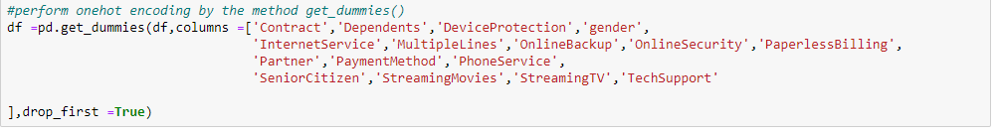 #perform onehot encoding by the method get_dummies()
df =pd.get_dummies(df,columns =['Contract','Dependents','DeviceProtection','gender',
'InternetService','MultipleLines','OnlineBackup','OnlineSecurity','PaperlessBilling',
'Partner','PaymentMethod','PhoneService',
'SeniorCitizen','StreamingMovies','StreamingTV','TechSupport'
],drop_first =True)